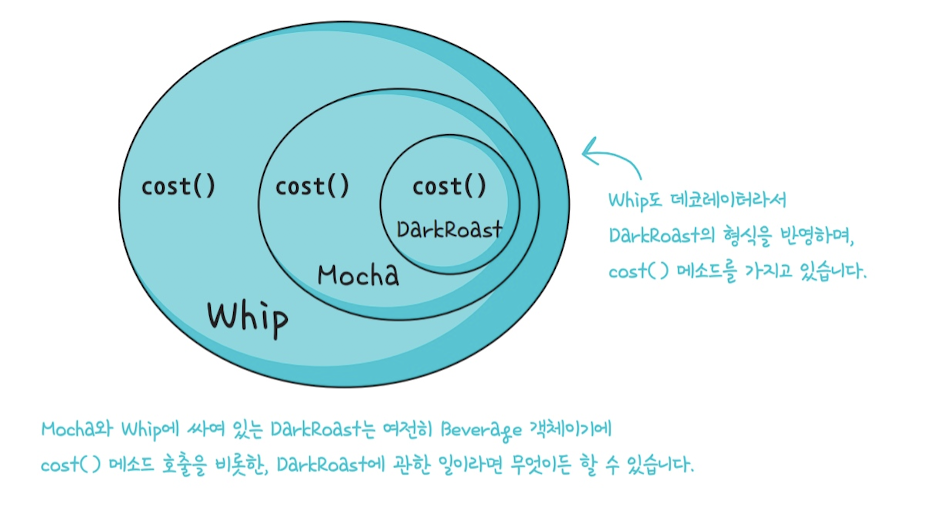 cost()
cost()
cost()
DarkRoast
Mocha
Whip
Whip도 데코레이터라서
DarkRoast의 형식을 반영하며,
cost() 메소드를 가지고 있습니다.
Mocha와 Whip에 싸여 있는 DarkRoast는 여전히 Beverage 객체이기에
cost() 메소드 호출을 비롯한, DarkRoast에 관한 일이라면 무엇이든 할 수 있습니다.